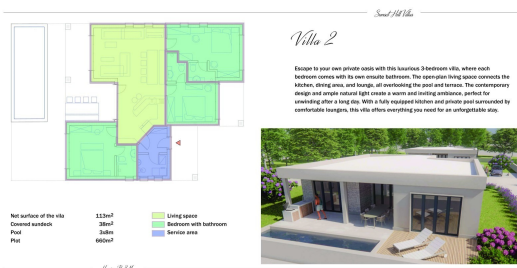 Sunset Hill Villas
Villa 2
Escape to your own private oasis with this luxurious 3-bedroom villa, where each
bedroom comes with its own ensuite bathroom. The open-plan living space connects the
kitchen, dining area, and lounge, all overlooking the pool and terrace. The contemporary
design and ample natural light create a warm and inviting ambiance, perfect for
unwinding after a long day. With a fully equipped kitchen and private pool surrounded by
comfortable loungers, this villa offers everything you need for an unforgettable stay.
Net surface of the vila 113m²
Covered sundeck 38m²
Pool 3x8m
Plat 660m²
Living space
Bedroom with bathroom
Service area